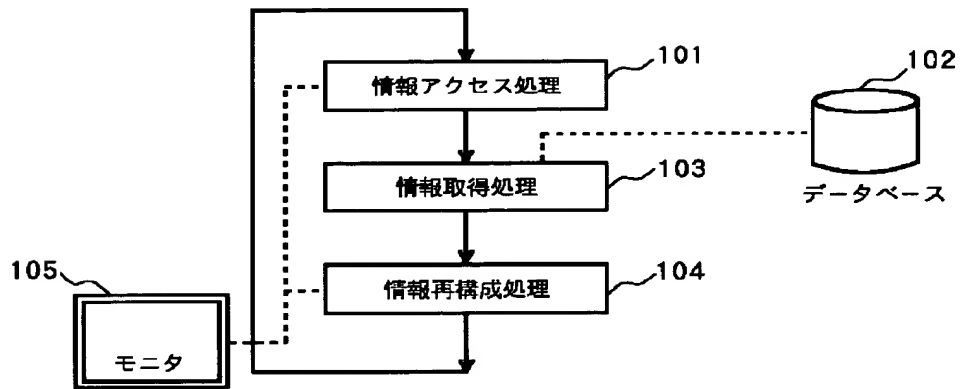 101
情報アクセス処理
102
103
情報取得処理
データベース
104
情報再構成処理
105
モニタ